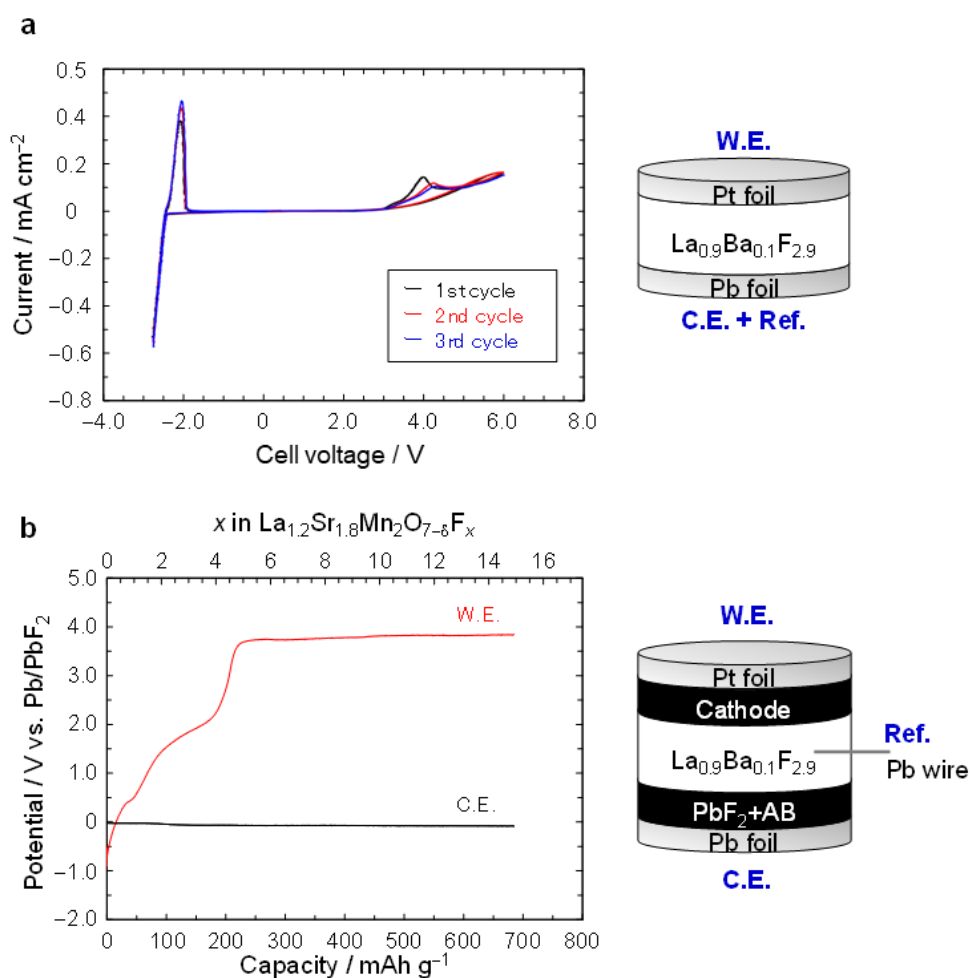 a
0.5
0.4
0.2
0
−0.2
−0.4
−0.6
−0.8
Current / mA cm⁻²
−4.0 −2.0 0 2.0 4.0 6.0 8.0
Cell voltage / V
1st cycle
2nd cycle
3rd cycle
W.E.
Pt foil
La₀.₉Ba₀.₁F₂.₉
Pb foil
C.E. + Ref.
b
x in La₁.₂Sr₁.₈Mn₂O₇₋δFₓ
0 2 4 6 8 10 12 14 16
5.0
4.0
3.0
2.0
1.0
0
−1.0
−2.0
Potential / V vs. Pb/PbF₂
W.E.
C.E.
0 100 200 300 400 500 600 700 800
Capacity / mAh g⁻¹
W.E.
Pt foil
Cathode
La₀.₉Ba₀.₁F₂.₉
Ref.
Pb wire
PbF₂+AB
Pb foil
C.E.